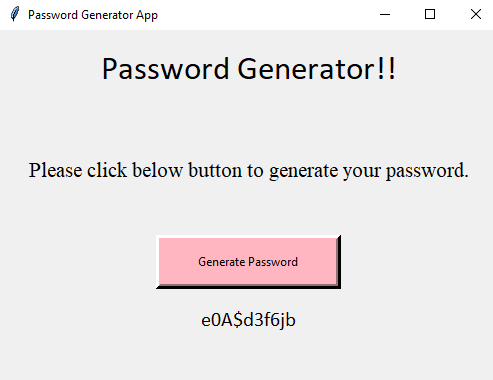 Password Generator App
Password Generator!!
Please click below button to generate your password.
Generate Password
e0A$d3f6jb